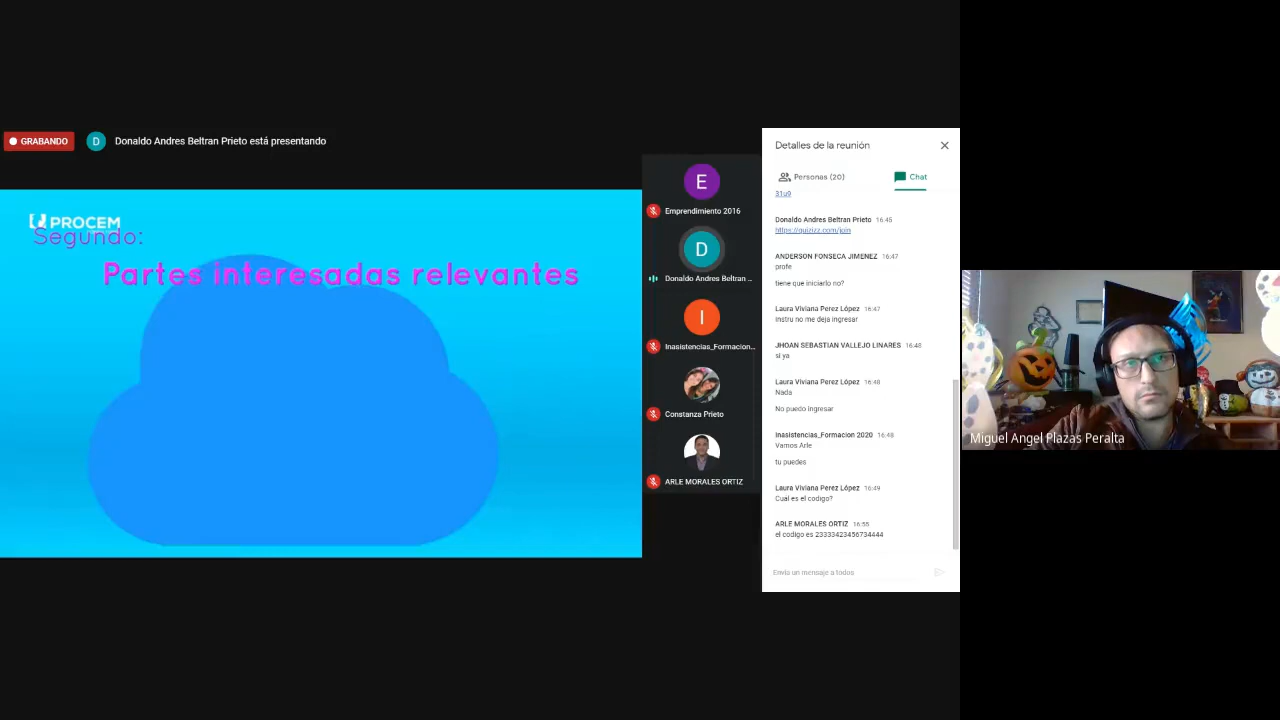 GRABANDO
D
Donaldo Andres Beltran Prieto está presentando
PROCEM
Segundo:
Partes interesadas relevantes
E
Emprendimiento 2016
D
Donaldo Andres Beltran ...
I
Inasistencias_Formacion...
Constanza Prieto
ARLE MORALES ORTIZ
Detalles de la reunión
Personas (20)
Chat
31u9
Donaldo Andres Beltran Prieto 16:45
https://quizizz.com/join
ANDERSON FONSECA JIMENEZ 16:47
profe
tiene que iniciarlo no?
Laura Viviana Perez López 16:47
Instru no me deja ingresar
JHOAN SEBASTIAN VALLEJO LINARES 16:48
si ya
Laura Viviana Perez López 16:48
Nada
No puedo ingresar
Inasistencias_Formacion 2020 16:48
Vamos Arle
tu puedes
Laura Viviana Perez López 16:49
Cuál es el codigo?
ARLE MORALES ORTIZ 16:55
el codigo es 23333423456734444
Envía un mensaje a todos
Miguel Angel Plazas Peralta